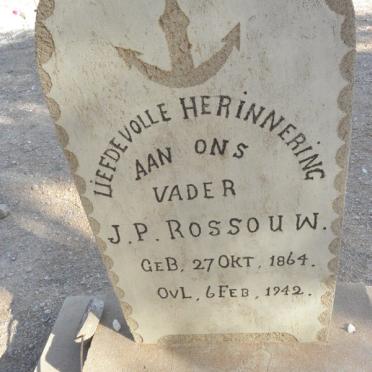 LIEFDEVOLLE HERINNERING
AAN ONS
VADER
J.P. ROSSOUW.
GEB, 27 OKT, 1864.
OVL, 6 FEB, 1942.